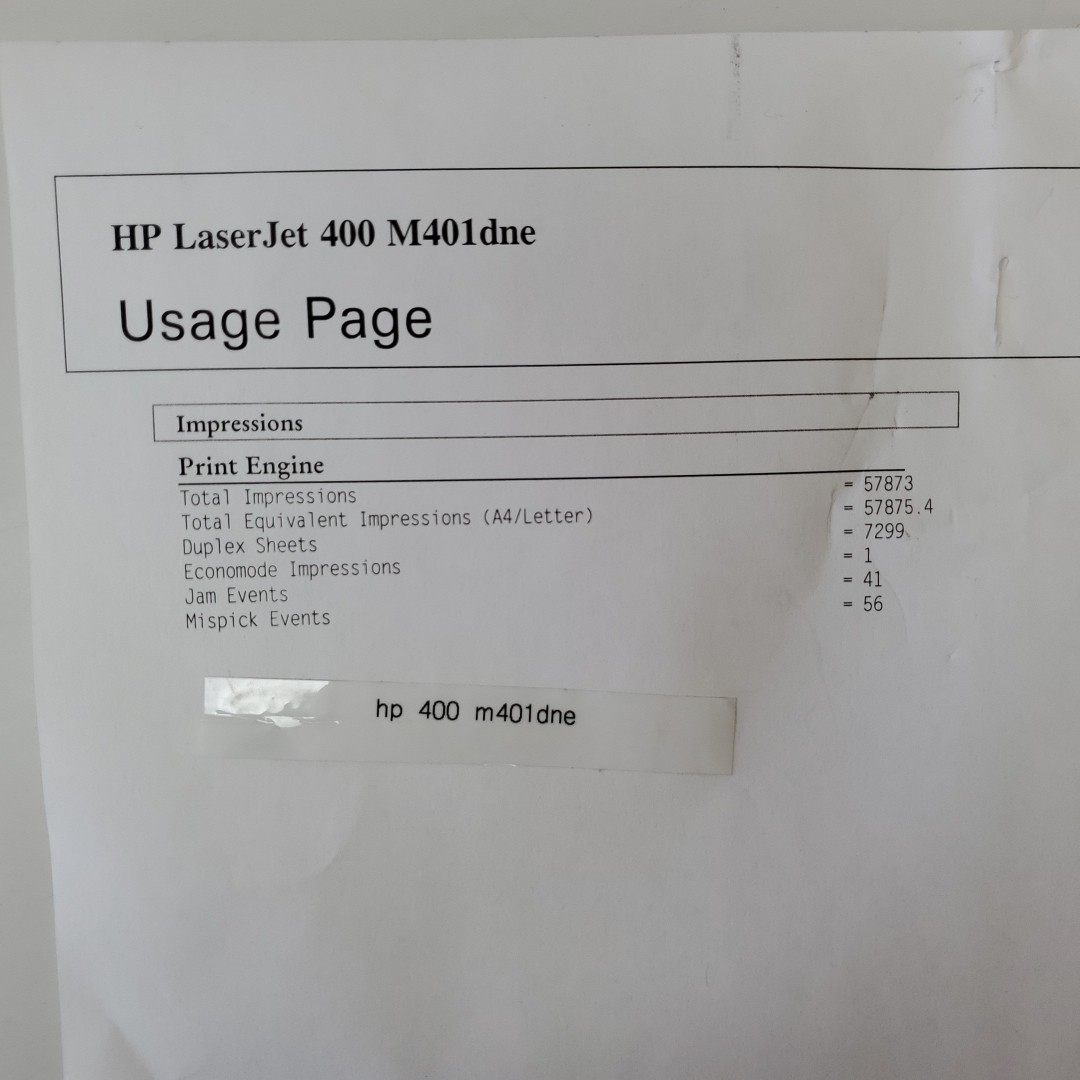 HP LaserJet 400 M401dne
Usage Page
Impressions
Print Engine
Total Impressions = 57873
Total Equivalent Impressions (A4/Letter) = 57875.4
Duplex Sheets = 7299
Economode Impressions = 1
Jam Events = 41
Mispick Events = 56
hp 400 m401dne